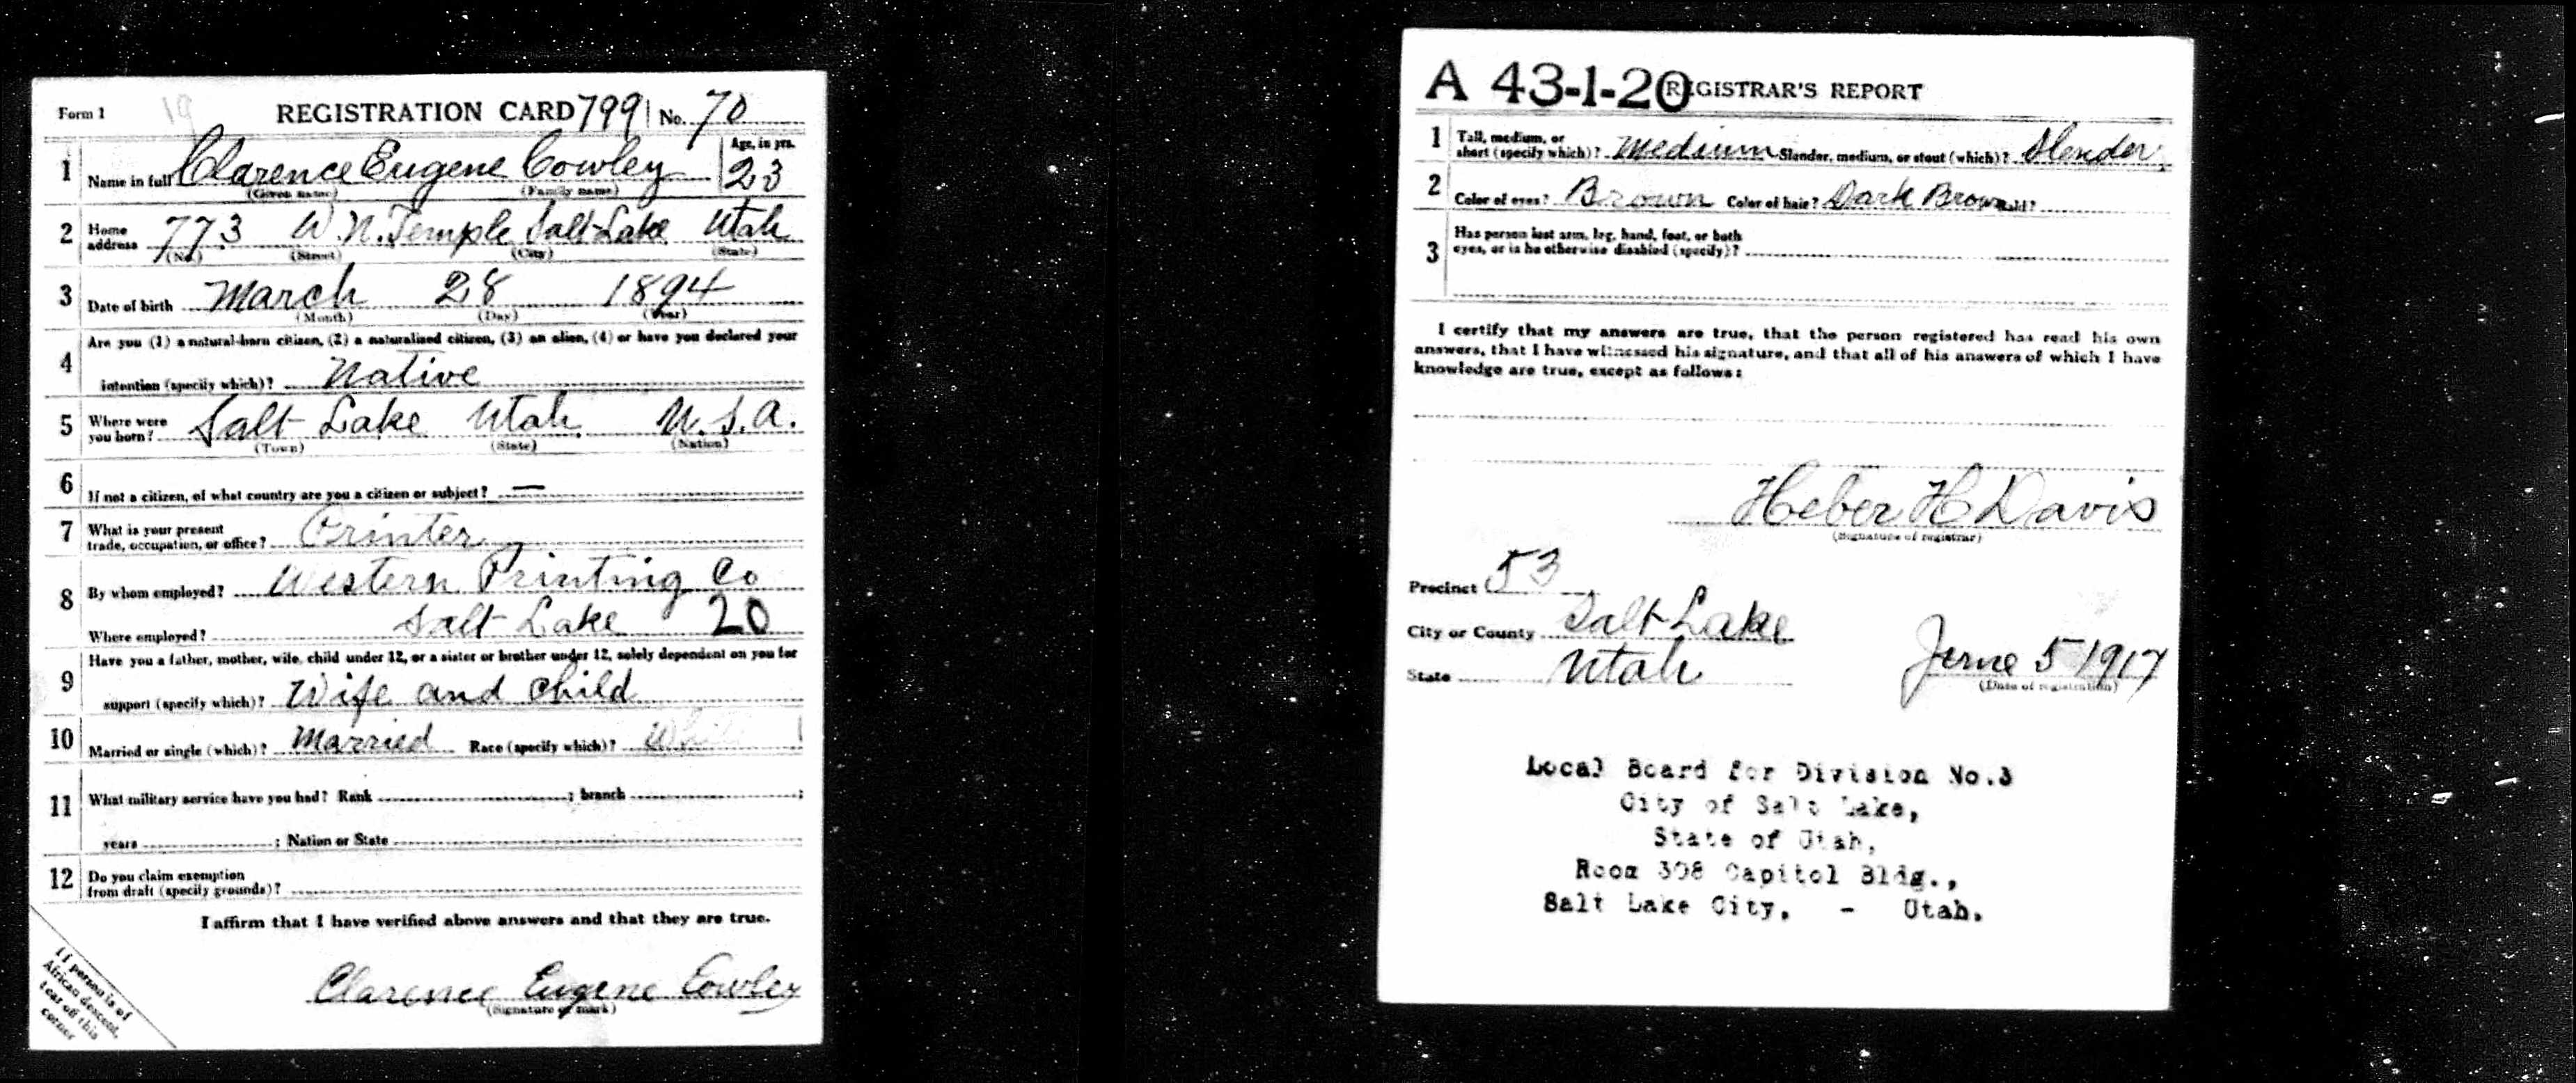 Form 1 19 REGISTRATION CARD 799 No. 70
1 Name in full Clarence Eugene Cowley Age, in yrs. 23
(Given name) (Family name)
2 Home address 773 W. N. Temple Salt Lake Utah
(No.) (Street) (City) (State)
3 Date of birth March 28 1894
(Month) (Day) (Year)
4 Are you (1) a natural-born citizen, (2) a naturalized citizen, (3) an alien, (4) or have you declared your
intention (specify which)? Native
5 Where were you born? Salt Lake Utah U.S.A.
(Town) (State) (Nation)
6 If not a citizen, of what country are you a citizen or subject? —
7 What is your present trade, occupation, or office? Printer
8 By whom employed? Western Printing Co
Where employed? Salt Lake 20
9 Have you a father, mother, wife, child under 12, or a sister or brother under 12, solely dependent on you for
support (specify which)? Wife and child
10 Married or single (which)? Married Race (specify which)? White
11 What military service have you had? Rank ; branch ;
years ; Nation or State
12 Do you claim exemption
from draft (specify grounds)?
I affirm that I have verified above answers and that they are true.
Clarence Eugene Cowley
(Signature or mark)
If person is of
African descent,
tear off this
corner
A 43-1-20 REGISTRAR'S REPORT
1 Tall, medium, or
short (specify which)? Medium Slender, medium, or stout (which)? Slender
2 Color of eyes? Brown Color of hair? Dark Brown Bald?
3 Has person lost arm, leg, hand, foot, or both
eyes, or is he otherwise disabled (specify)?
I certify that my answers are true, that the person registered has read his own
answers, that I have witnessed his signature, and that all of his answers of which I have
knowledge are true, except as follows:
Heber H Davis
(Signature of registrar)
Precinct 53
City or County Salt Lake
State Utah June 5 1917
(Date of registration)
Local Board for Division No.3
City of Salt Lake,
State of Utah,
Room 308 Capitol Bldg.,
Salt Lake City, - Utah.